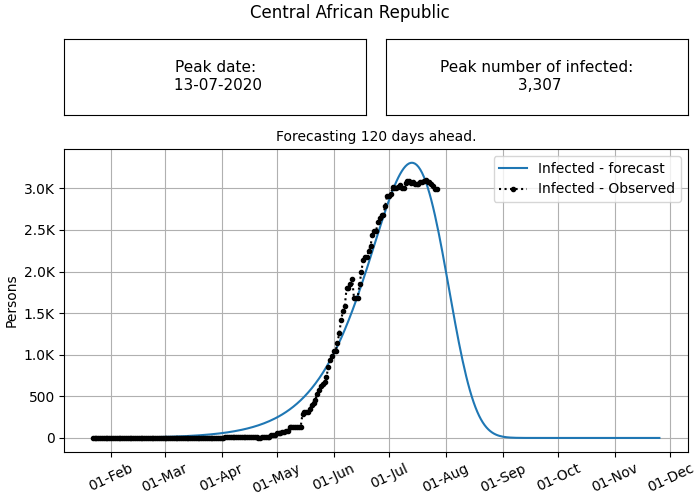 Central African Republic
Peak date:
13-07-2020
Peak number of infected:
3,307
Forecasting 120 days ahead.
Infected - forecast
Infected - Observed
Persons
3.0K
2.5K
2.0K
1.5K
1.0K
500
0
01-Feb
01-Mar
01-Apr
01-May
01-Jun
01-Jul
01-Aug
01-Sep
01-Oct
01-Nov
01-Dec